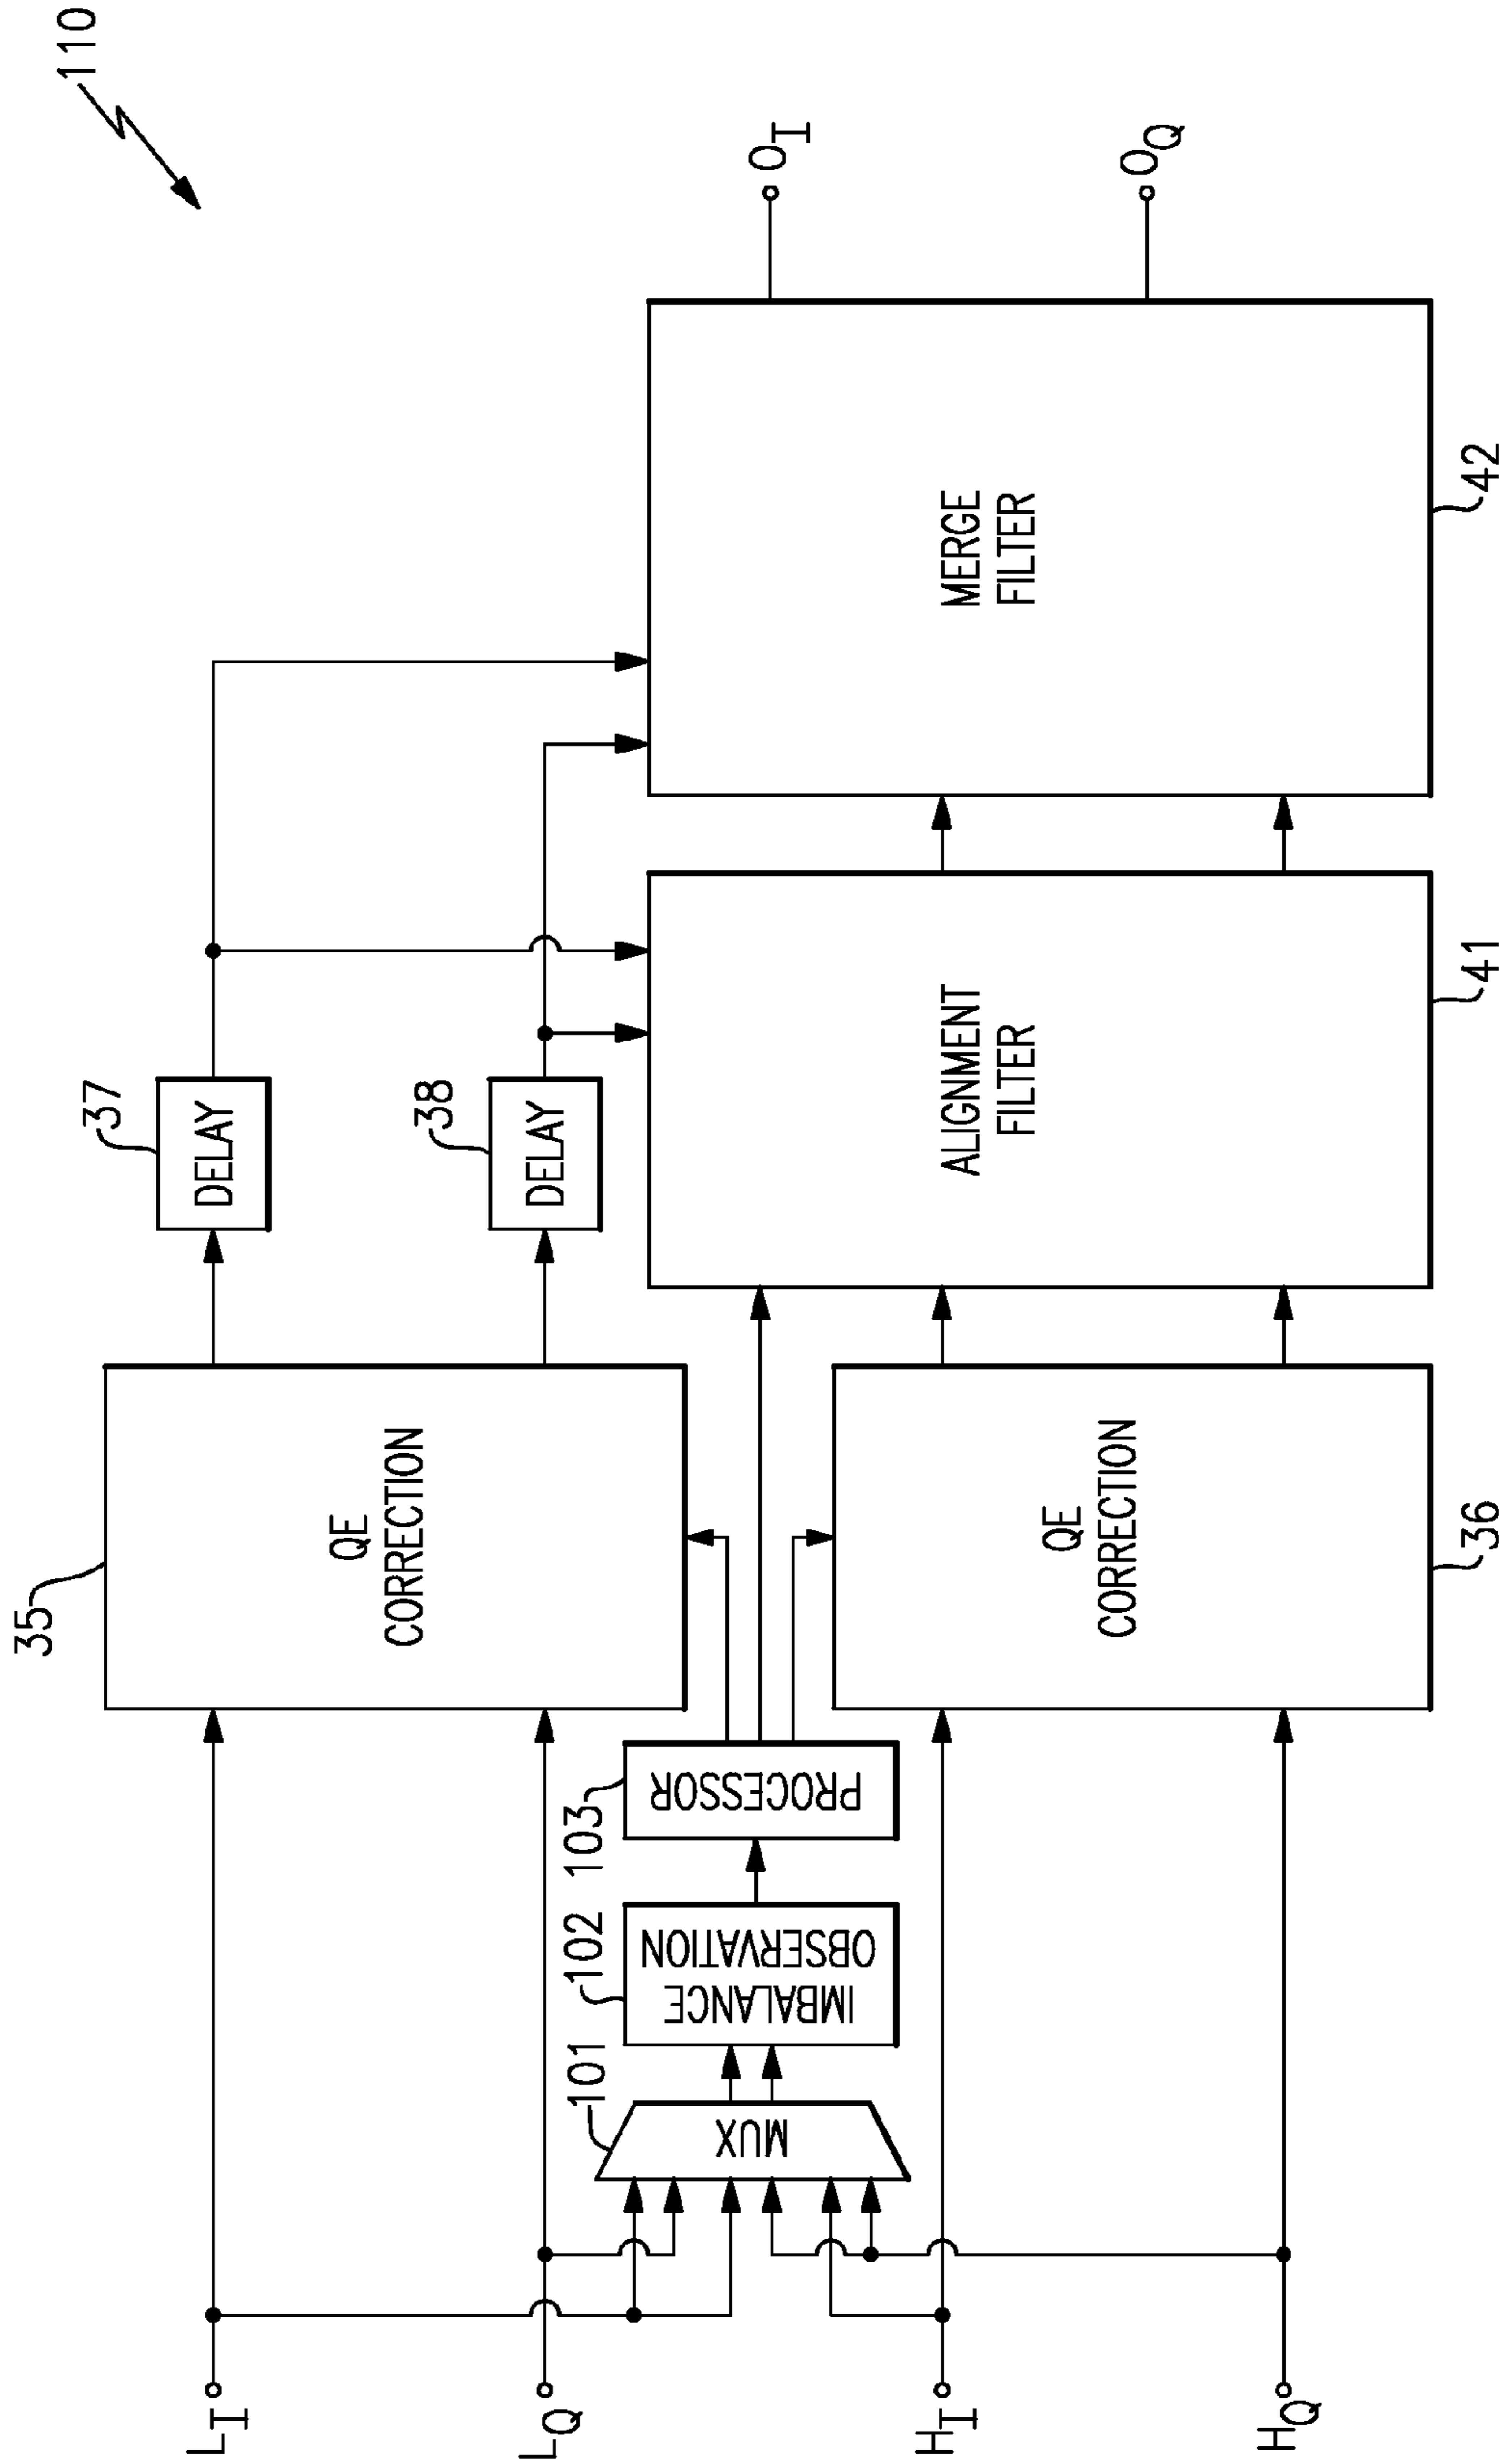 110
35
QE
CORRECTION
37
DELAY
38
DELAY
L_I
L_Q
H_I
H_Q
101
MUX
102
IMBALANCE
OBSERVATION
103
PROCESSOR
QE
CORRECTION
36
ALIGNMENT
FILTER
41
MERGE
FILTER
42
O_I
O_Q